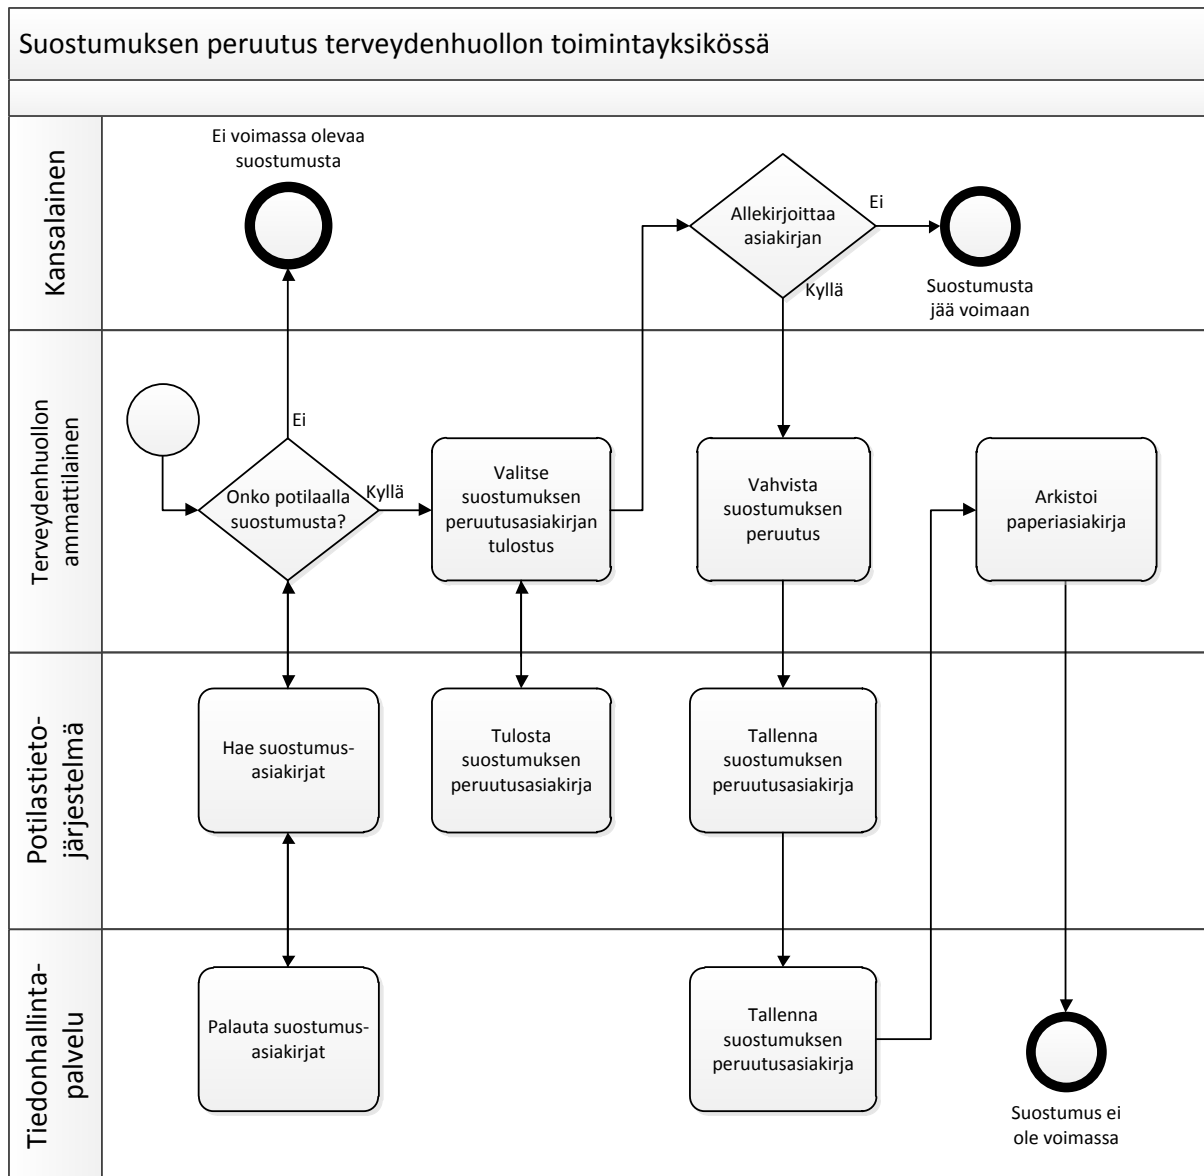 Suostumuksen peruutus terveydenhuollon toimintayksikössä
Kansalainen
Ei voimassa olevaa
suostumusta
Allekirjoittaa
asiakirjan
Ei
Kyllä
Suostumusta
jää voimaan
Terveydenhuollon
ammattilainen
Onko potilaalla
suostumusta?
Ei
Kyllä
Valitse
suostumuksen
peruutusasiakirjan
tulostus
Vahvista
suostumuksen
peruutus
Arkistoi
paperiasiakirja
Potilastieto-
järjestelmä
Hae suostumus-
asiakirjat
Tulosta
suostumuksen
peruutusasiakirja
Tallenna
suostumuksen
peruutusasiakirja
Tiedonhallinta-
palvelu
Palauta suostumus-
asiakirjat
Tallenna
suostumuksen
peruutusasiakirja
Suostumus ei
ole voimassa